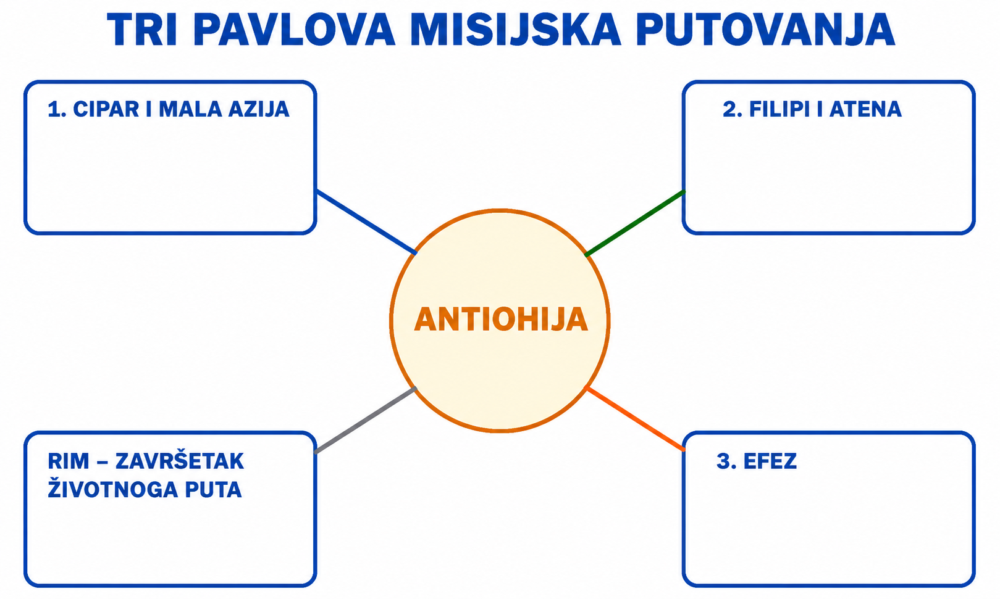 TRI PAVLOVA MISIJSKA PUTOVANJA
1. CIPAR I MALA AZIJA
2. FILIPI I ATENA
ANTIOHIJA
RIM – ZAVRŠETAK
ŽIVOTNOGA PUTA
3. EFEZ